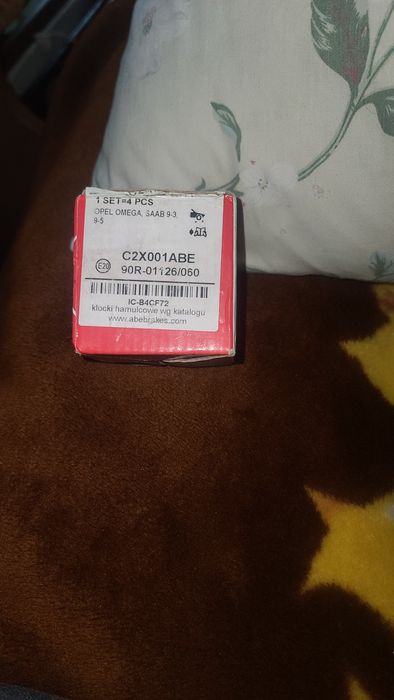 1 SET=4 PCS
OPEL OMEGA, SAAB 9-3,
9-5
C2X001ABE
E20
90R-01126/060
IC-B4CF72
klocki hamulcowe wg katalogu
www.abebrakes.com